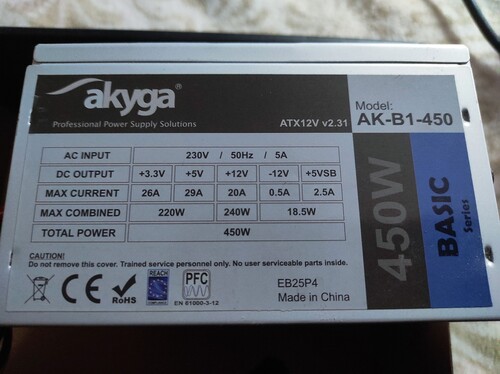 akyga®
Professional Power Supply Solutions
ATX12V v2.31
Model:
AK-B1-450
AC INPUT 230V / 50Hz / 5A
DC OUTPUT +3.3V +5V +12V -12V +5VSB
MAX CURRENT 26A 29A 20A 0.5A 2.5A
MAX COMBINED 220W 240W 18.5W
TOTAL POWER 450W
450W
BASIC
Series
CAUTION!
Do not remove this cover. Trained service personnel only. No user serviceable parts inside.
CE
RoHS
REACH
PFC
EN 61000-3-12
EB25P4
Made in China